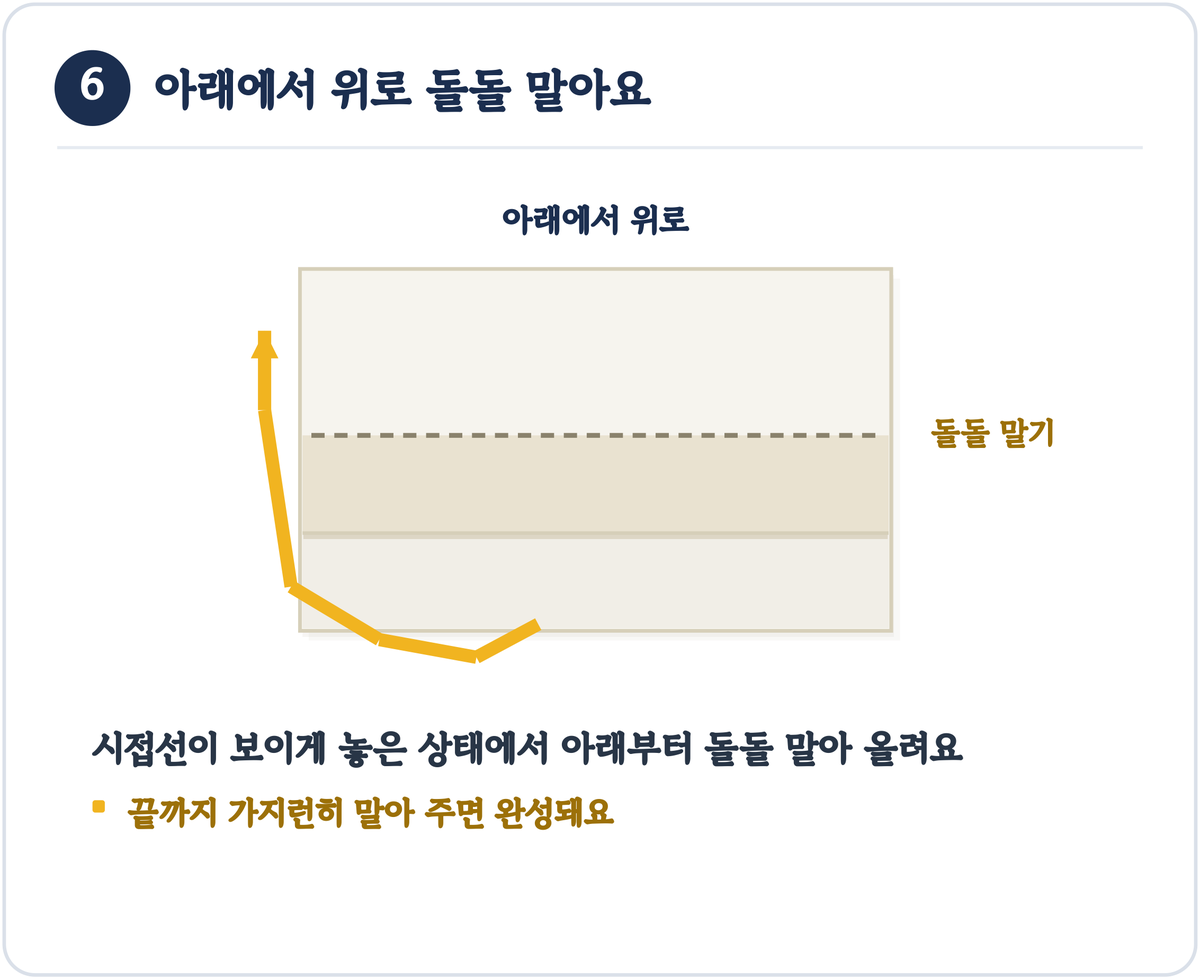 6 아래에서 위로 돌돌 말아요
아래에서 위로
돌돌 말기
시접선이 보이게 놓은 상태에서 아래부터 돌돌 말아 올려요
끝까지 가지런히 말아 주면 완성돼요